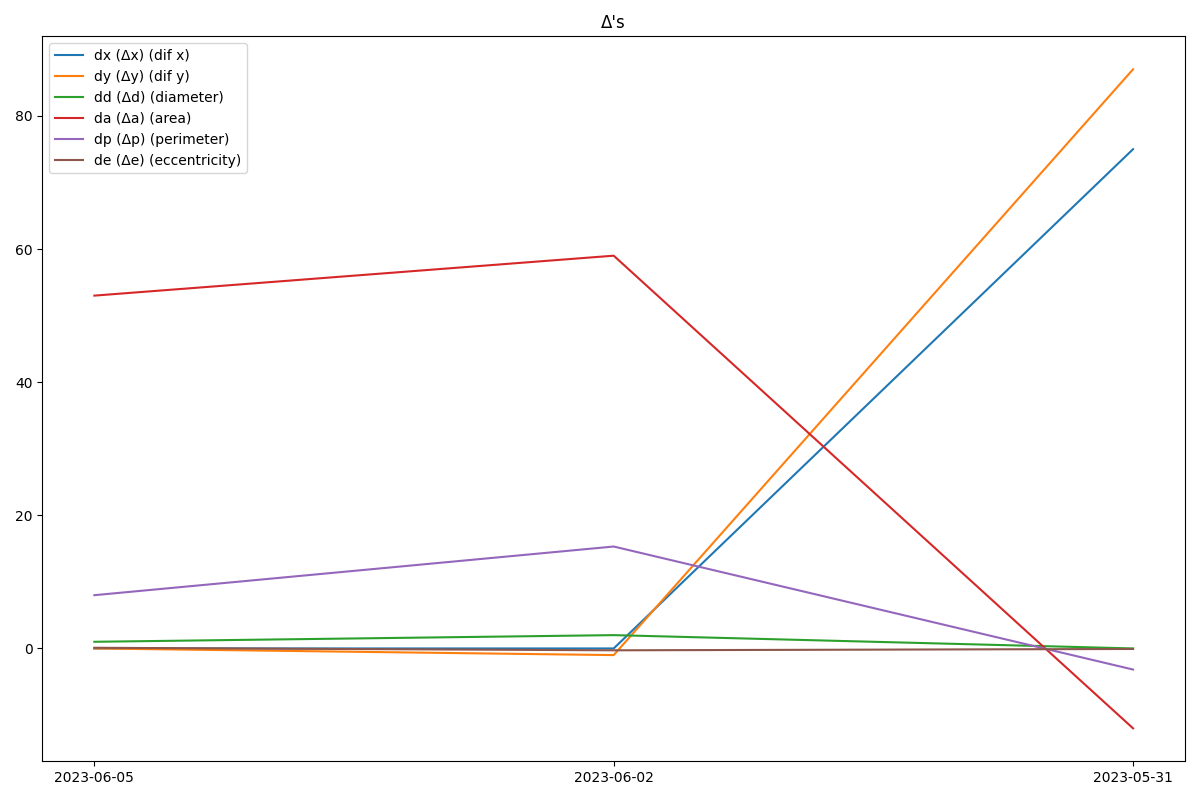 Δ's
dx (Δx) (dif x)
dy (Δy) (dif y)
dd (Δd) (diameter)
da (Δa) (area)
dp (Δp) (perimeter)
de (Δe) (eccentricity)
80
60
40
20
0
2023-06-05 2023-06-02 2023-05-31